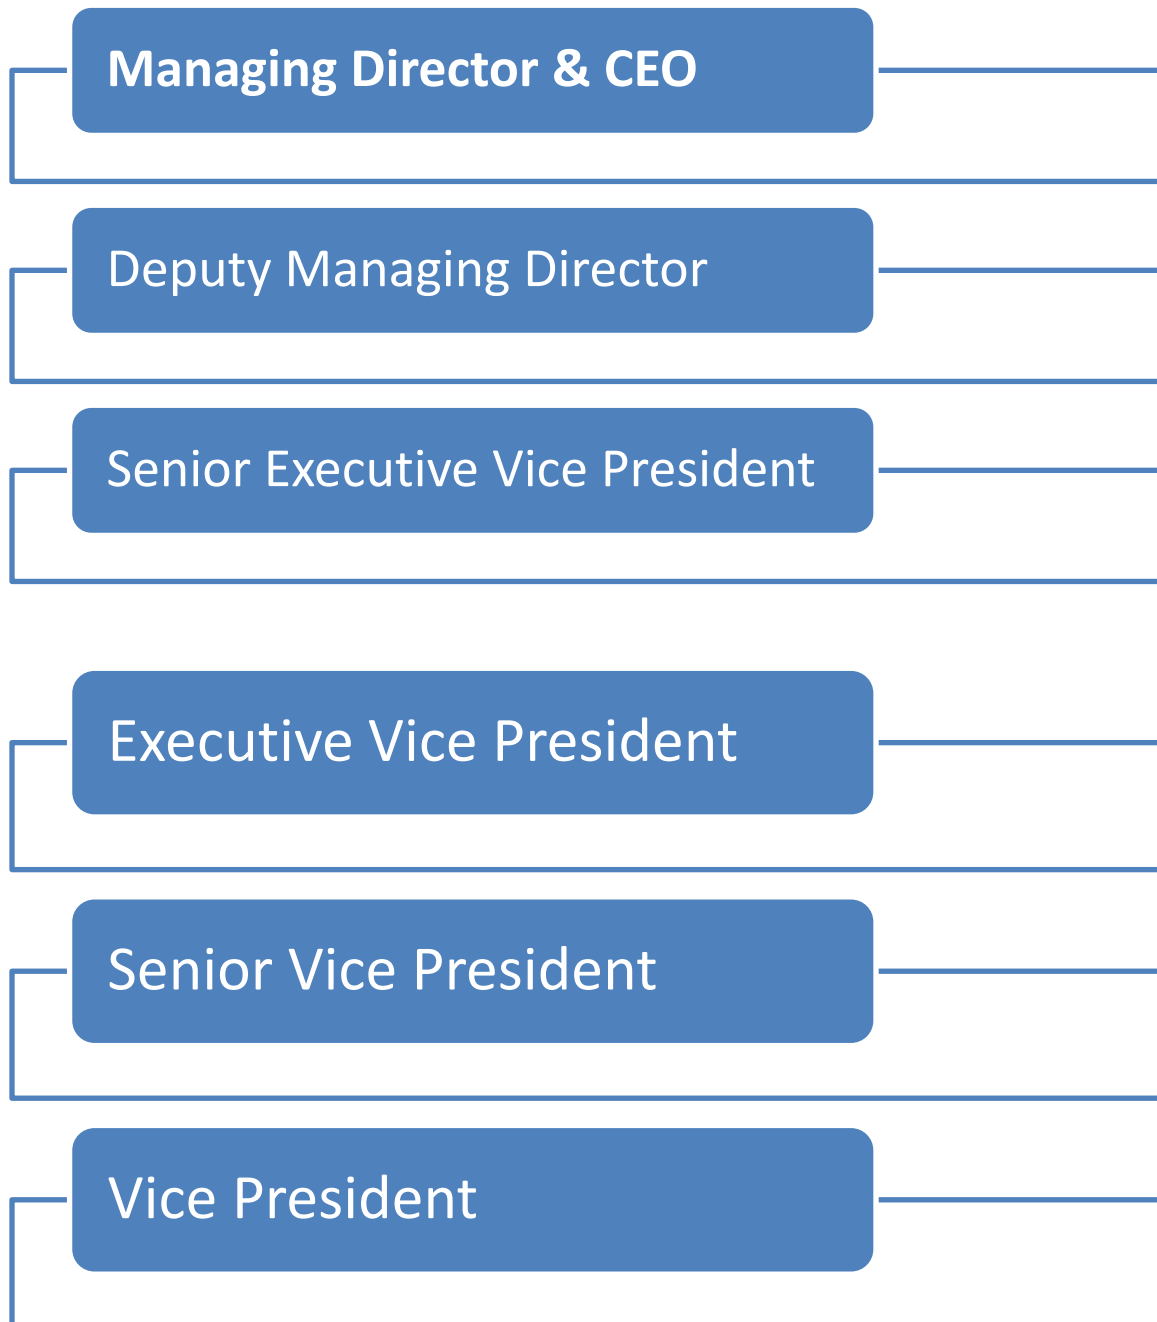 Managing Director & CEO
Deputy Managing Director
Senior Executive Vice President
Executive Vice President
Senior Vice President
Vice President